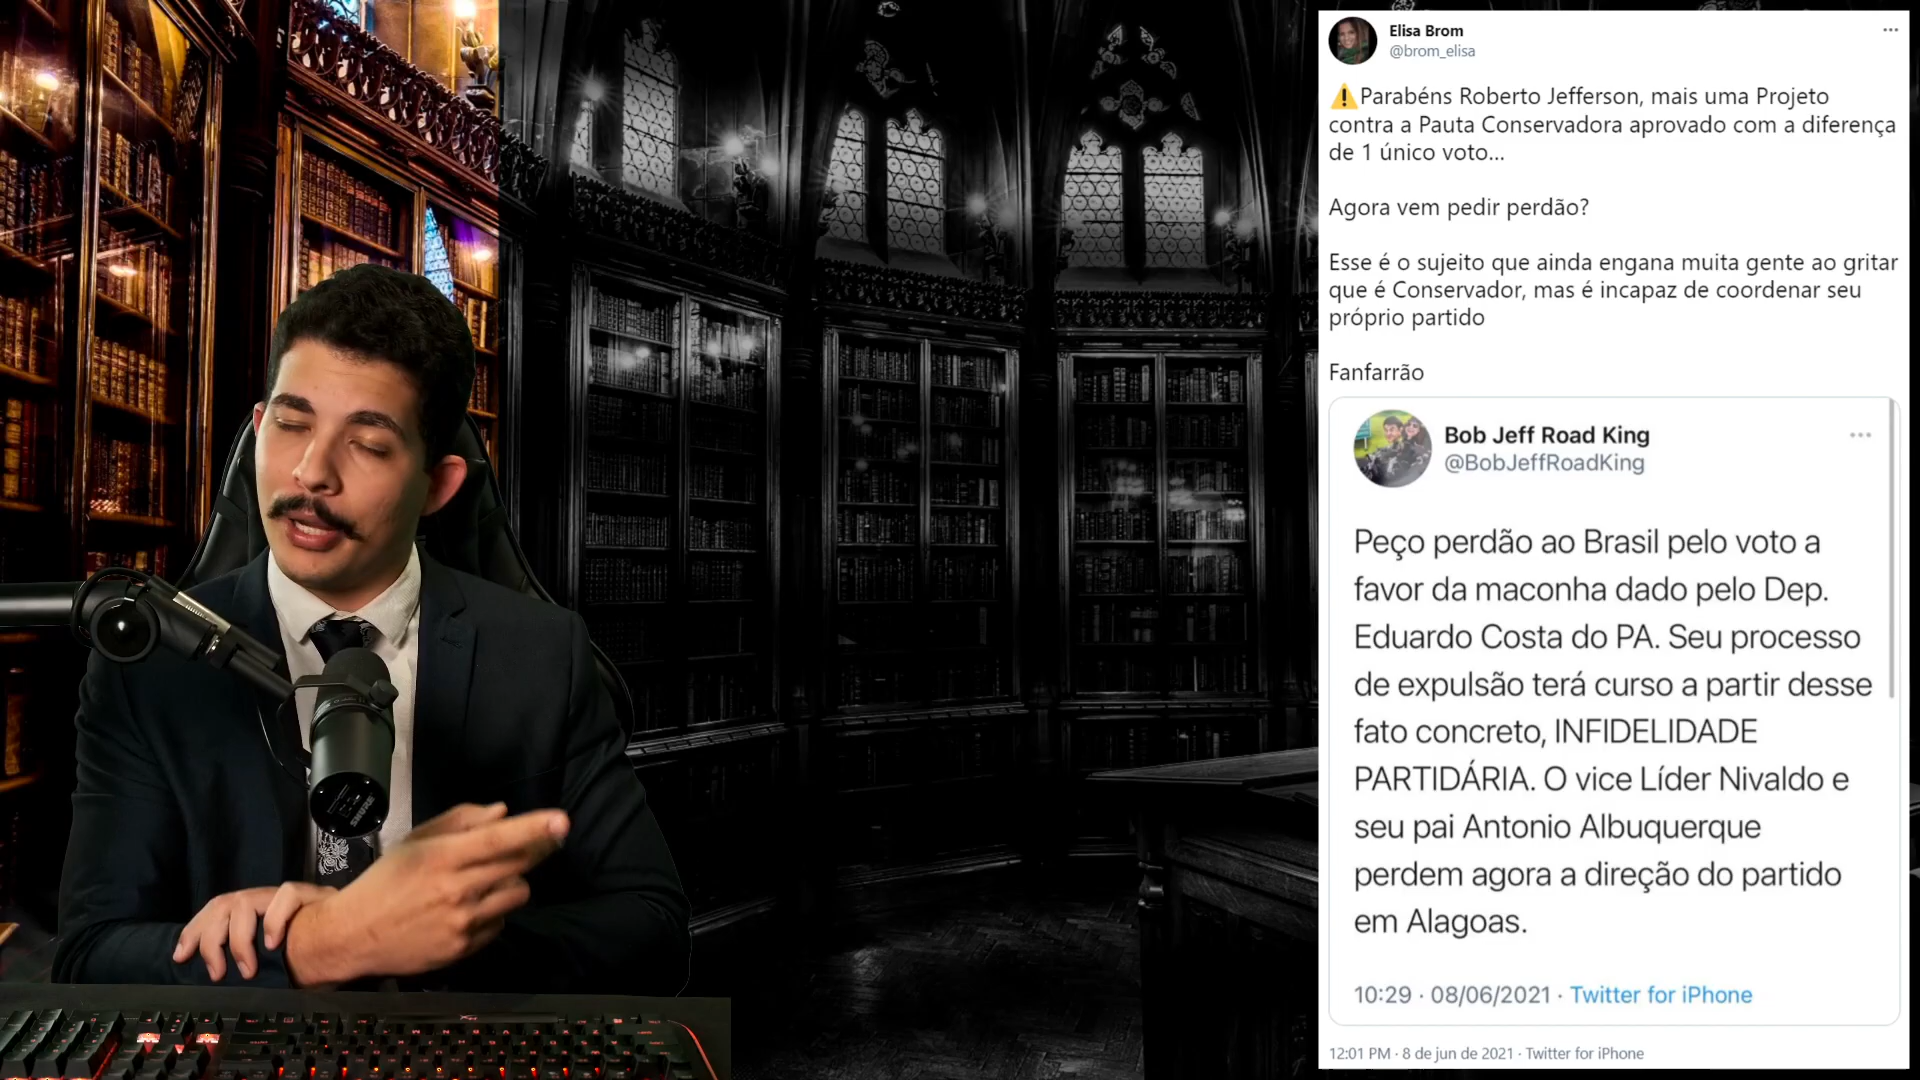 Elisa Brom
@brom_elisa
⚠️Parabéns Roberto Jefferson, mais uma Projeto
contra a Pauta Conservadora aprovado com a diferença
de 1 único voto...
Agora vem pedir perdão?
Esse é o sujeito que ainda engana muita gente ao gritar
que é Conservador, mas é incapaz de coordenar seu
próprio partido
Fanfarrão
Bob Jeff Road King
@BobJeffRoadKing
Peço perdão ao Brasil pelo voto a
favor da maconha dado pelo Dep.
Eduardo Costa do PA. Seu processo
de expulsão terá curso a partir desse
fato concreto, INFIDELIDADE
PARTIDÁRIA. O vice Líder Nivaldo e
seu pai Antonio Albuquerque
perdem agora a direção do partido
em Alagoas.
10:29 · 08/06/2021 · Twitter for iPhone
12:01 PM · 8 de jun de 2021 · Twitter for iPhone
SHURE